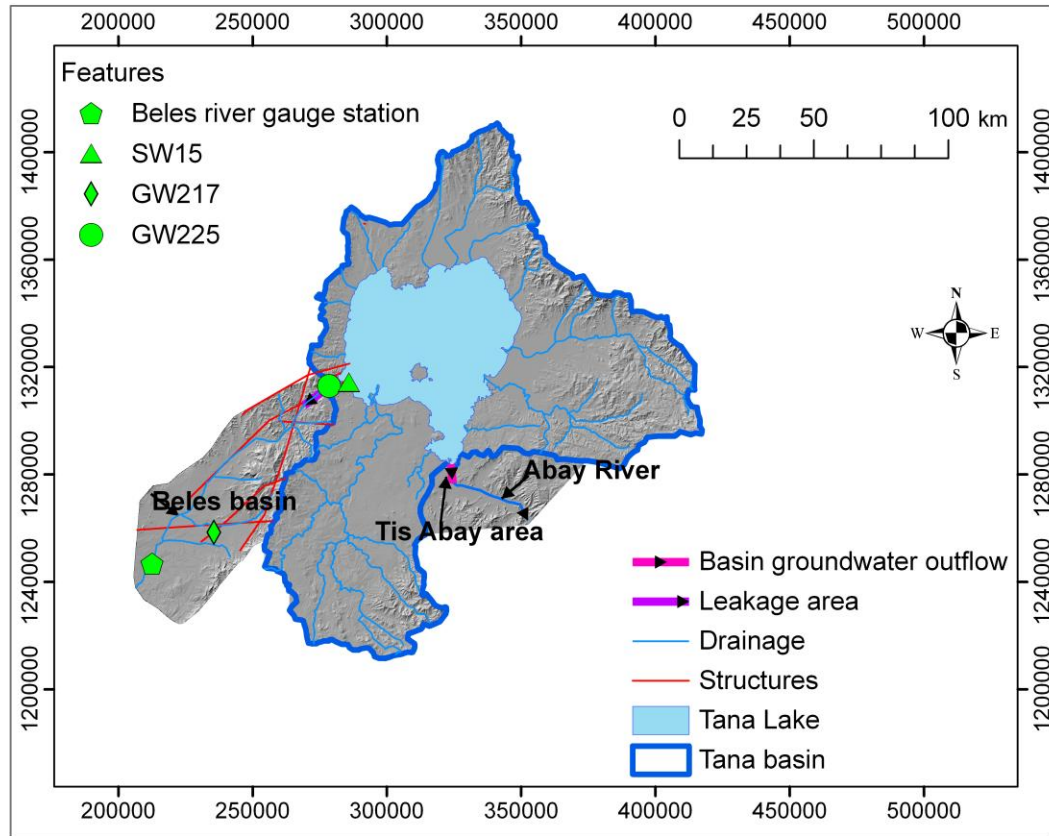 200000 250000 300000 350000 400000 450000 500000
Features
Beles river gauge station
SW15
GW217
GW225
0 25 50 100 km
1400000 1400000
1360000 1360000
N
W E
S
1320000 1320000
1280000 1280000
Abay River
Beles basin
Tis Abay area
Basin groundwater outflow
1240000 1240000
Leakage area
Drainage
Structures
1200000 1200000
Tana Lake
Tana basin
200000 250000 300000 350000 400000 450000 500000